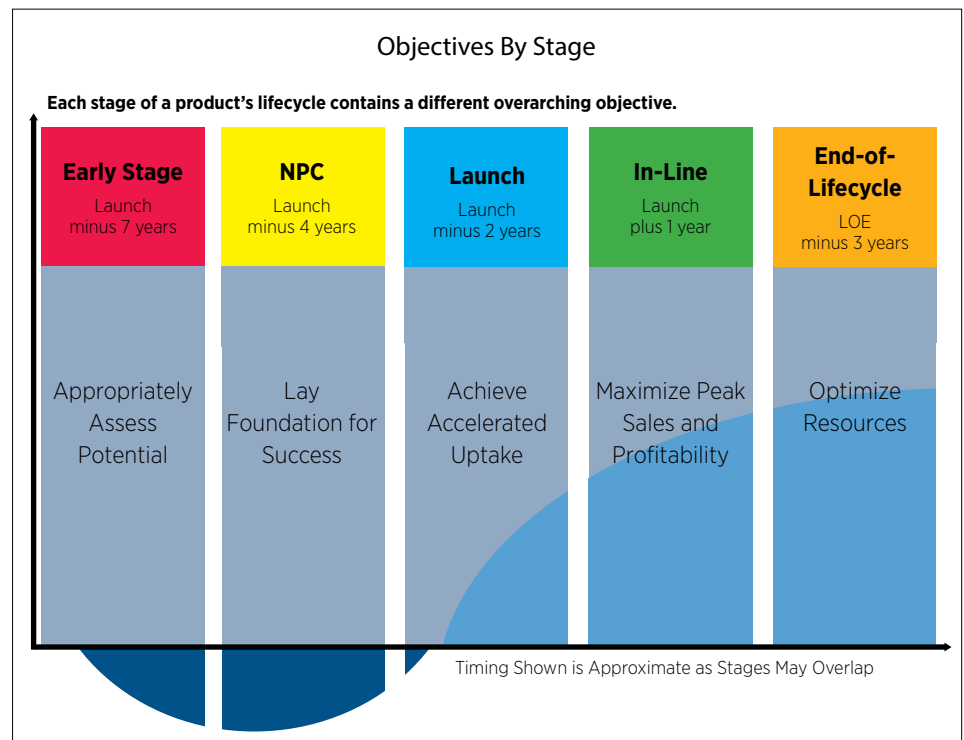 Objectives By Stage
Each stage of a product’s lifecycle contains a different overarching objective.
Early Stage
Launch
minus 7 years
NPC
Launch
minus 4 years
Launch
Launch
minus 2 years
In-Line
Launch
plus 1 year
End-of-
Lifecycle
LOE
minus 3 years
Appropriately
Assess
Potential
Lay
Foundation for
Success
Achieve
Accelerated
Uptake
Maximize Peak
Sales and
Profitability
Optimize
Resources
Timing Shown is Approximate as Stages May Overlap